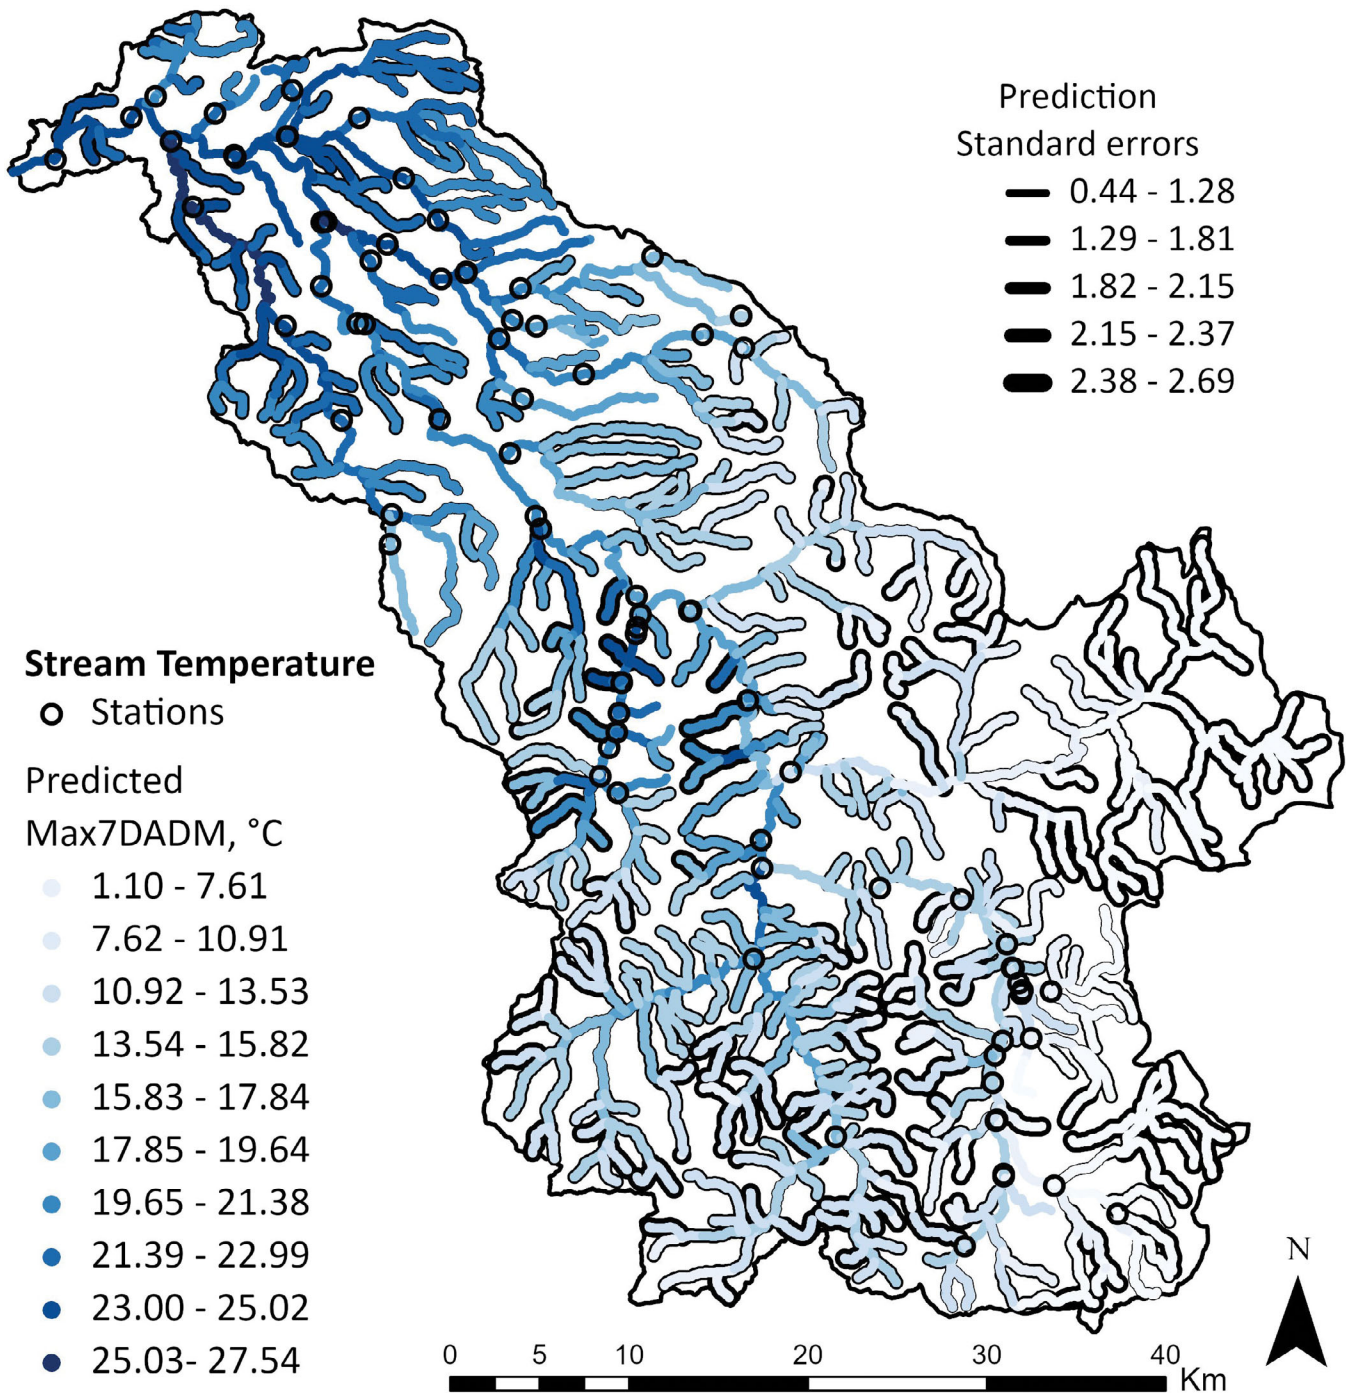 Prediction
Standard errors
0.44 - 1.28
1.29 - 1.81
1.82 - 2.15
2.15 - 2.37
2.38 - 2.69
Stream Temperature
Stations
Predicted
Max7DADM, °C
1.10 - 7.61
7.62 - 10.91
10.92 - 13.53
13.54 - 15.82
15.83 - 17.84
17.85 - 19.64
19.65 - 21.38
21.39 - 22.99
23.00 - 25.02
25.03- 27.54
N
0 5 10 20 30 40
Km